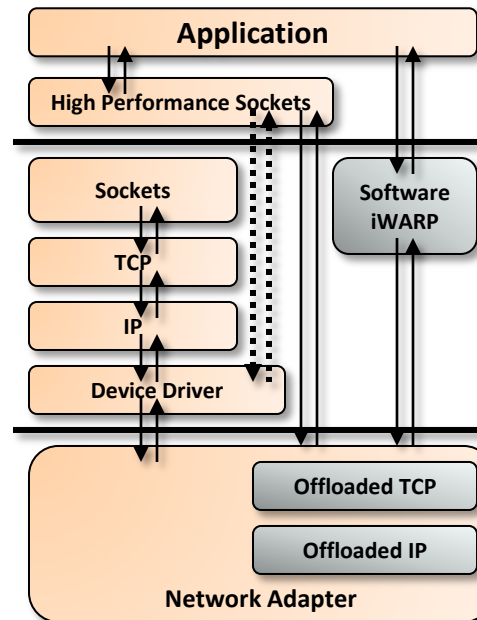 Application
High Performance Sockets
Sockets
Software
iWARP
TCP
IP
Device Driver
Offloaded TCP
Offloaded IP
Network Adapter